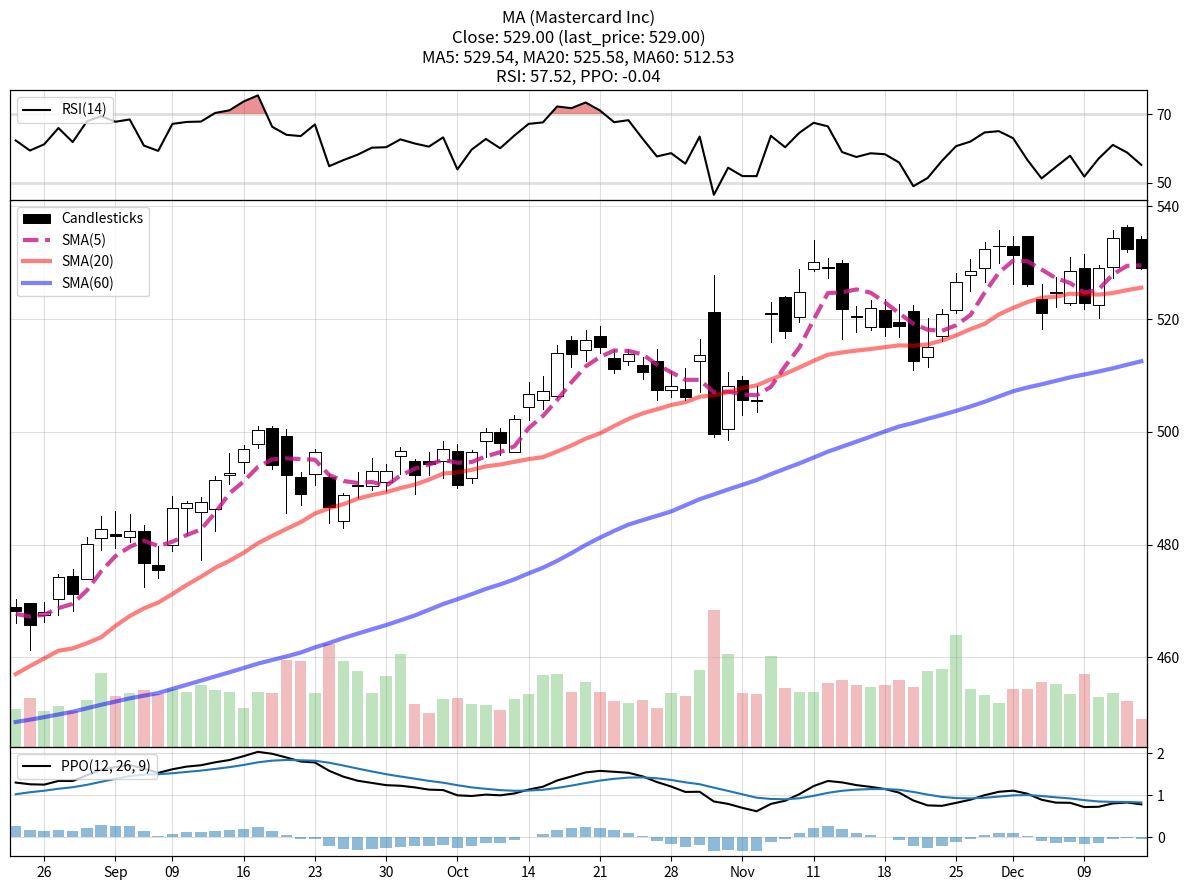 MA (Mastercard Inc)
Close: 529.00 (last_price: 529.00)
MA5: 529.54, MA20: 525.58, MA60: 512.53
RSI: 57.52, PPO: -0.04
RSI(14)
70
50
Candlesticks
SMA(5)
SMA(20)
SMA(60)
540
520
500
480
460
PPO(12, 26, 9)
2
1
0
26 Sep 09 16 23 30 Oct 14 21 28 Nov 11 18 25 Dec 09